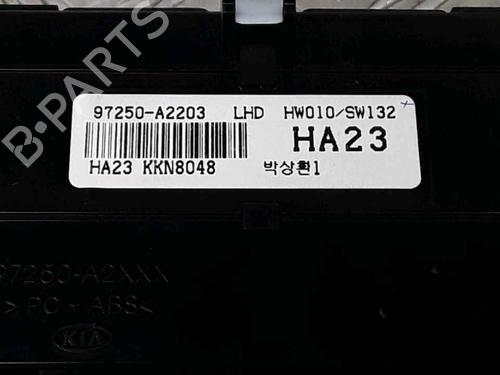 97250-A2203 LHD HW010/SW132
HA23
HA23 KKN8048 박상환1
97250-A2XXX
>PC+ABS<
KIA
B-Parts